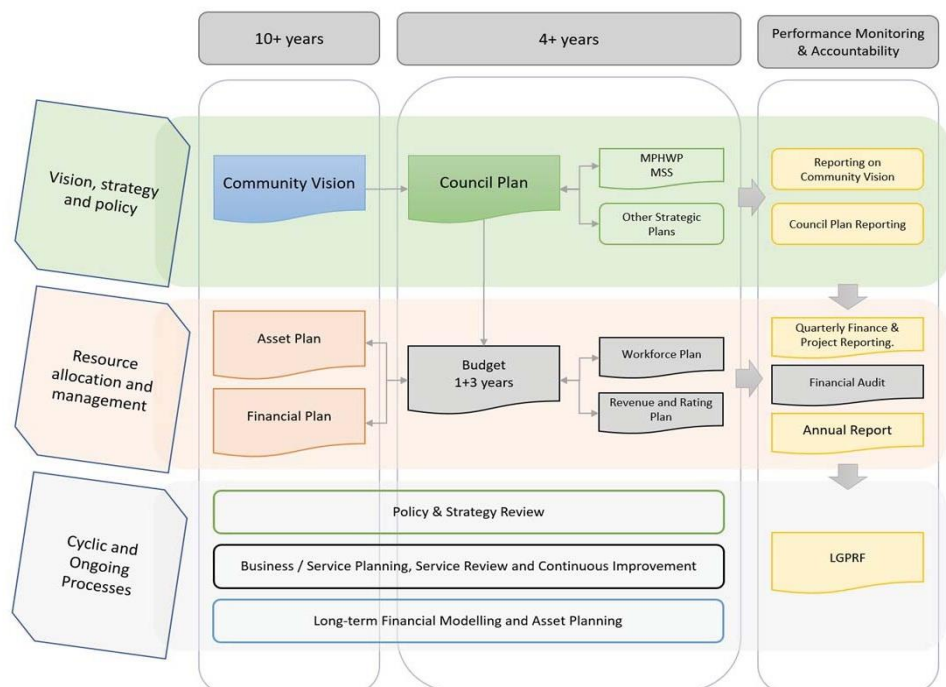 10+ years
4+ years
Performance Monitoring
& Accountability
Vision, strategy
and policy
Community Vision
Council Plan
MPHWP
MSS
Other Strategic
Plans
Reporting on
Community Vision
Council Plan Reporting
Resource
allocation and
management
Asset Plan
Financial Plan
Budget
1+3 years
Workforce Plan
Revenue and Rating
Plan
Quarterly Finance &
Project Reporting.
Financial Audit
Annual Report
Cyclic and
Ongoing
Processes
Policy & Strategy Review
Business / Service Planning, Service Review and Continuous Improvement
Long-term Financial Modelling and Asset Planning
LGPRF